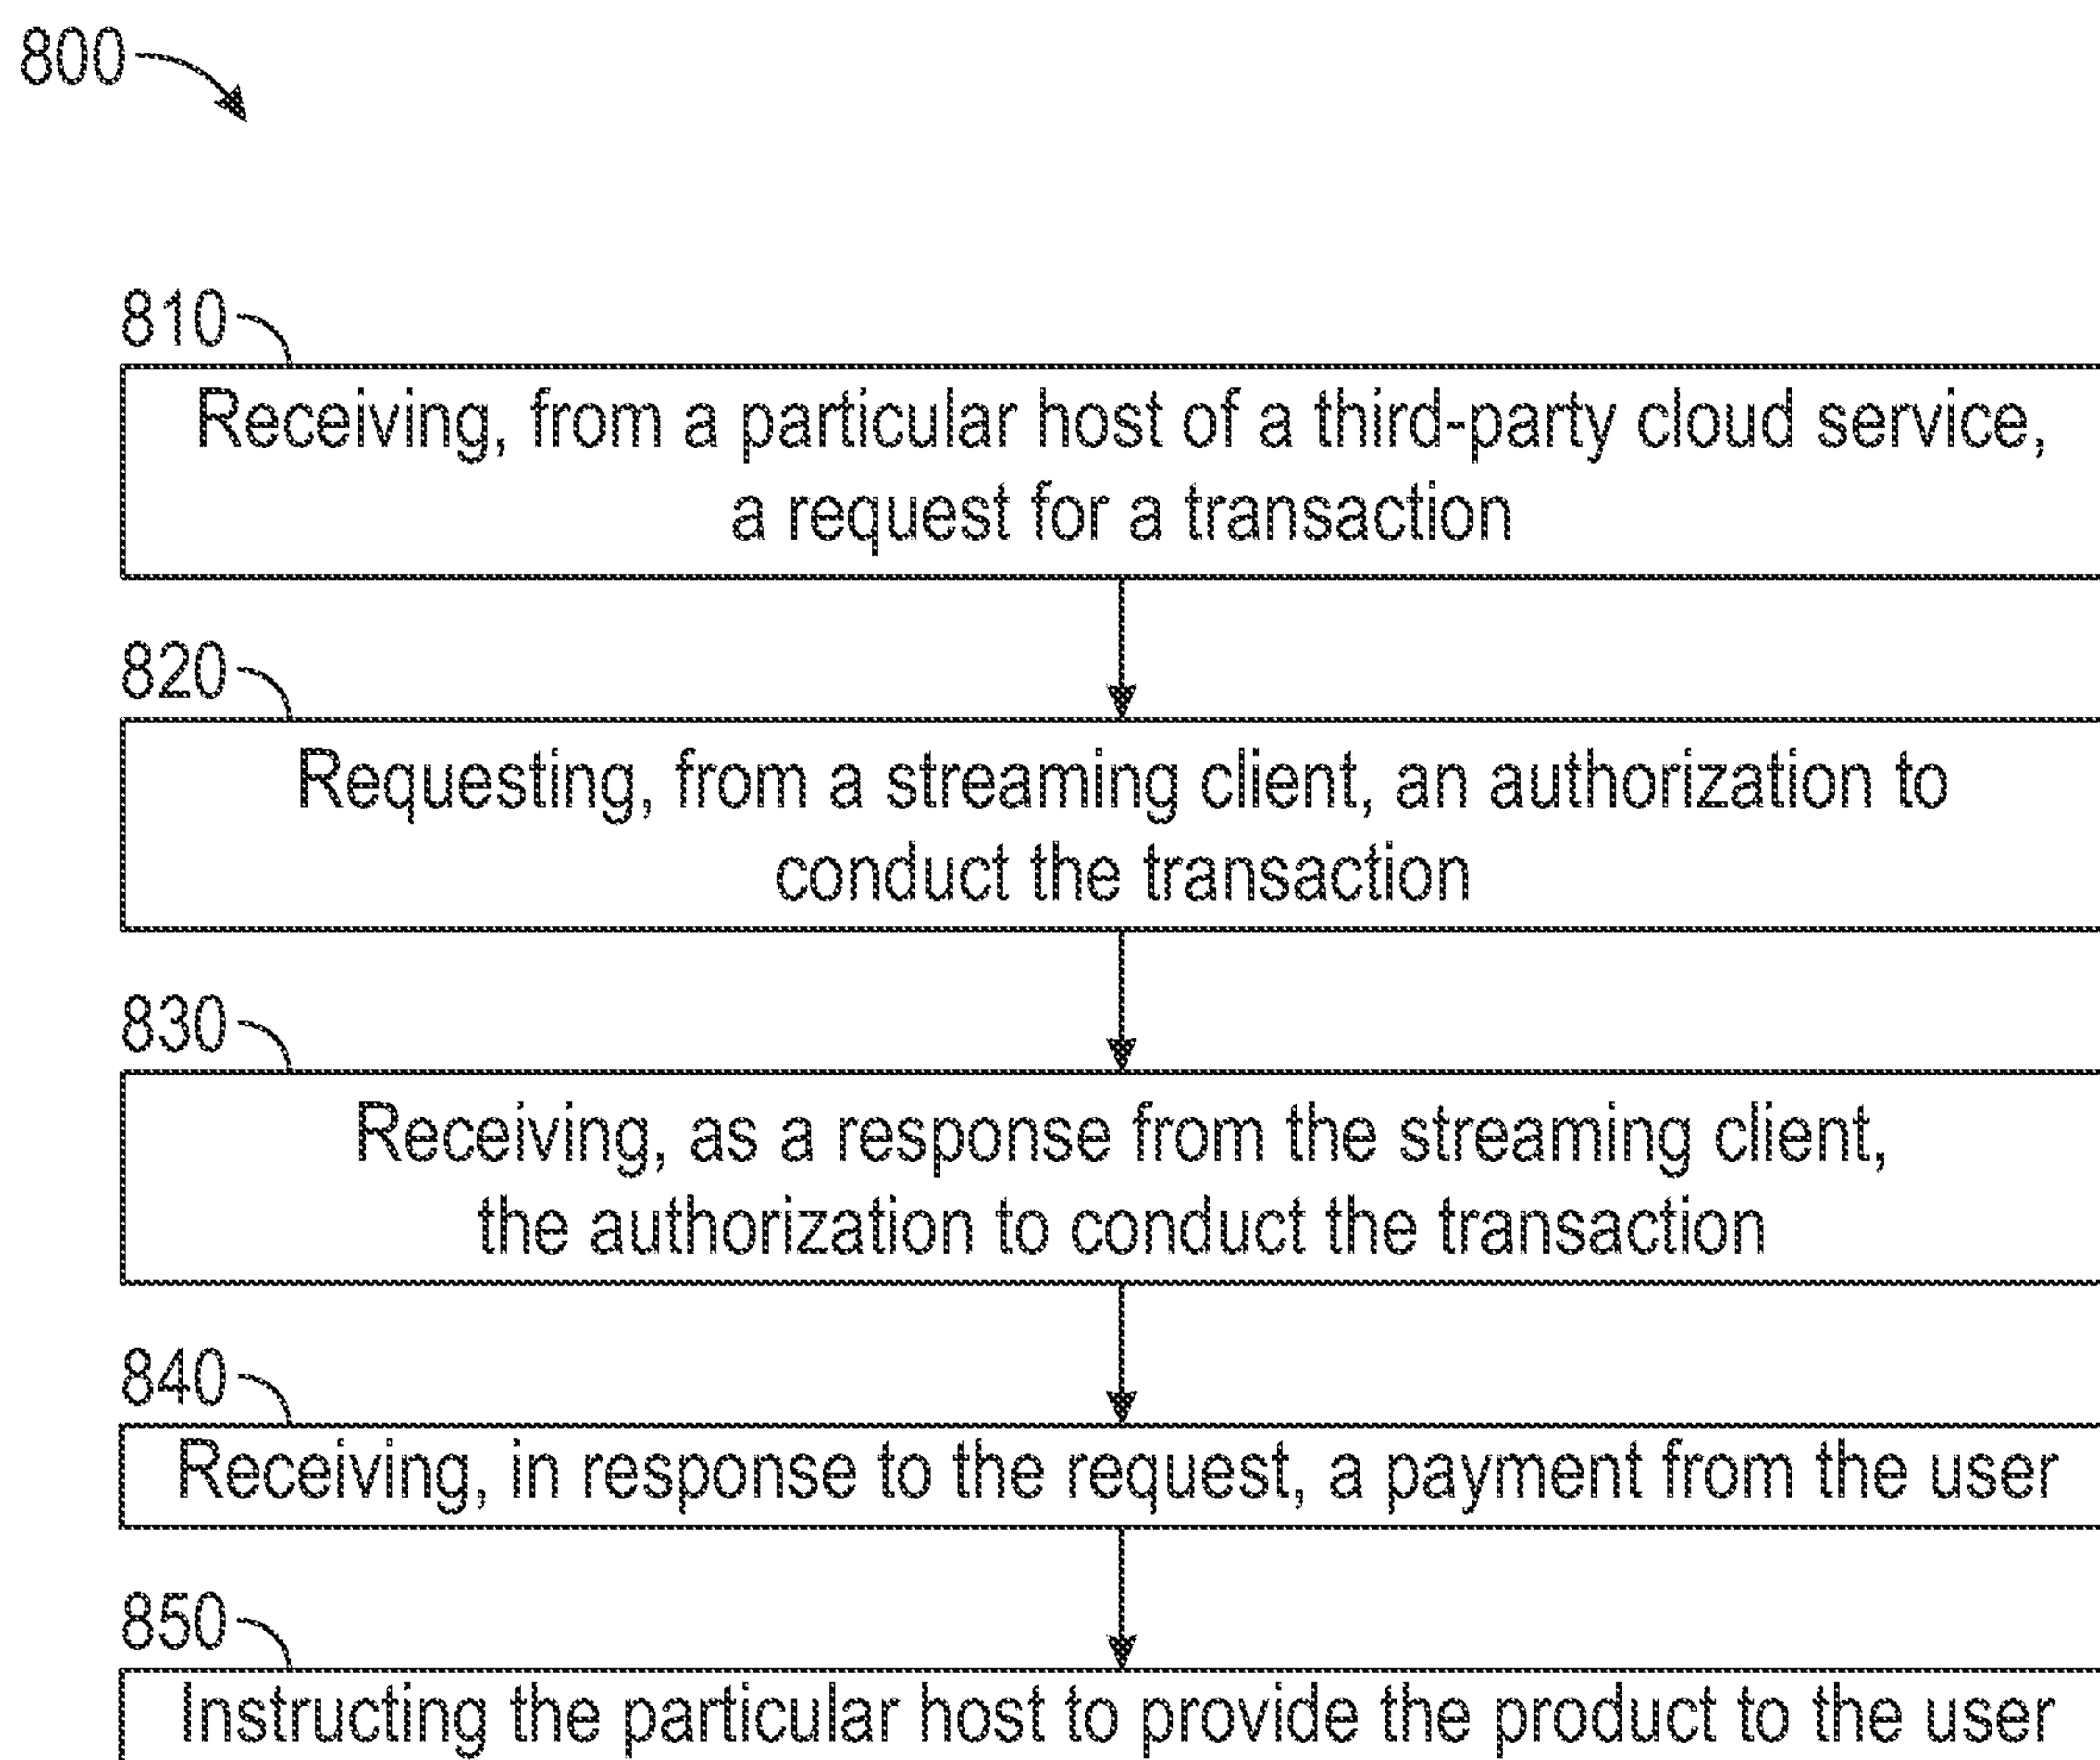 800
810
Receiving, from a particular host of a third-party cloud service,
a request for a transaction
820
Requesting, from a streaming client, an authorization to
conduct the transaction
830
Receiving, as a response from the streaming client,
the authorization to conduct the transaction
840
Receiving, in response to the request, a payment from the user
850
Instructing the particular host to provide the product to the user